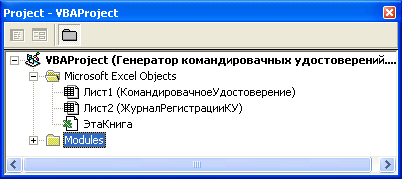 Project - VBAProject
VBAProject (Генератор командировачных удостоверений....
Microsoft Excel Objects
Лист1 (КомандировачноеУдостоверение)
Лист2 (ЖурналРегистрацииКУ)
ЭтаКнига
Modules